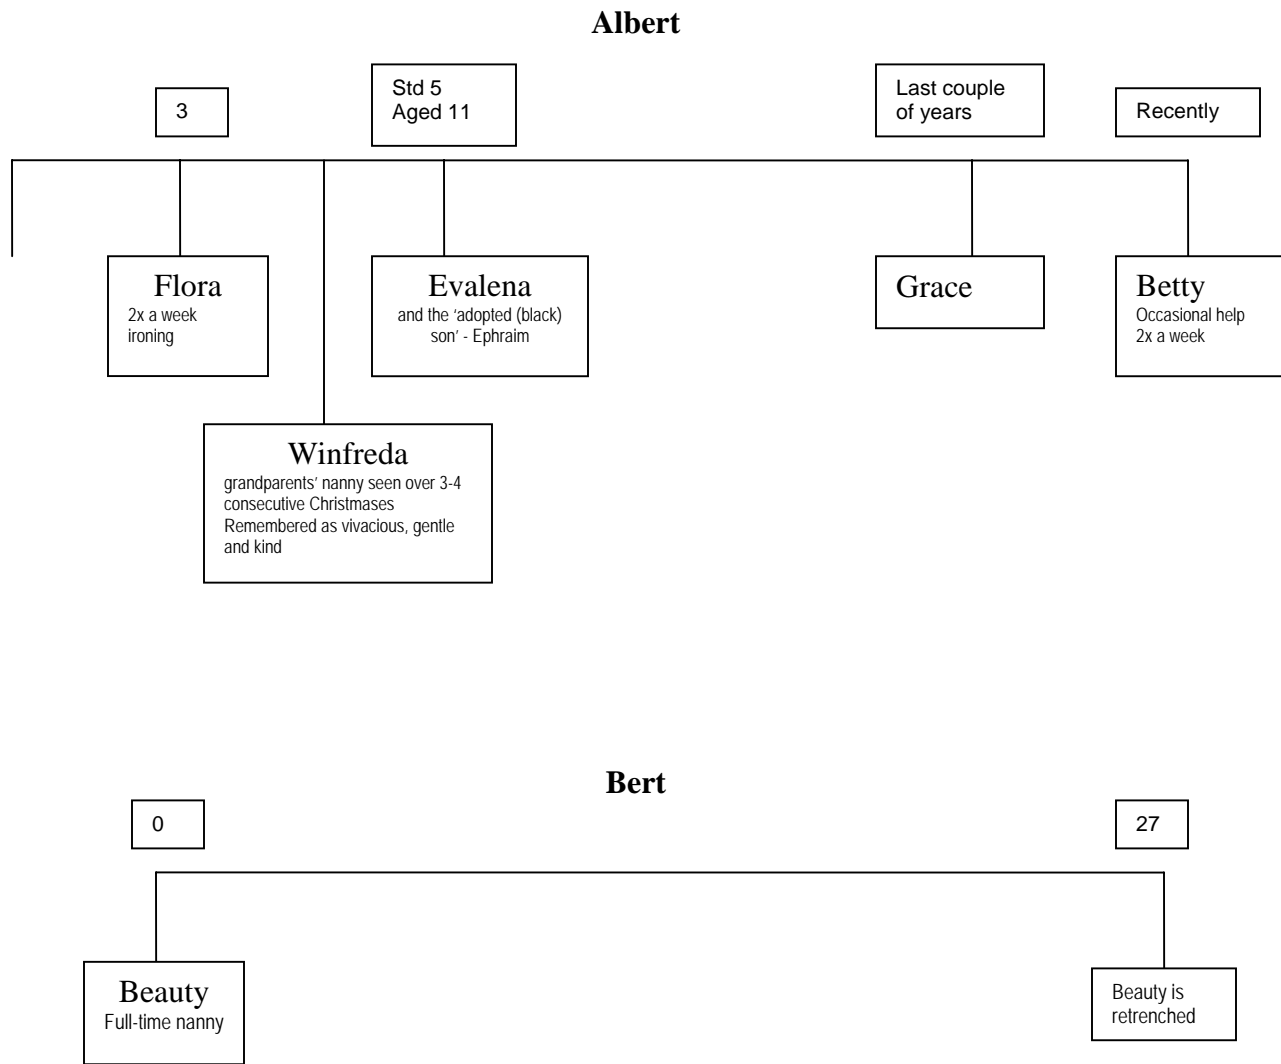 Albert
3
Std 5
Aged 11
Last couple
of years
Recently
Flora
2x a week
ironing
Evalena
and the ‘adopted (black)
son’ - Ephraim
Grace
Betty
Occasional help
2x a week
Winfreda
grandparents’ nanny seen over 3-4
consecutive Christmases
Remembered as vivacious, gentle
and kind
Bert
0
27
Beauty
Full-time nanny
Beauty is
retrenched